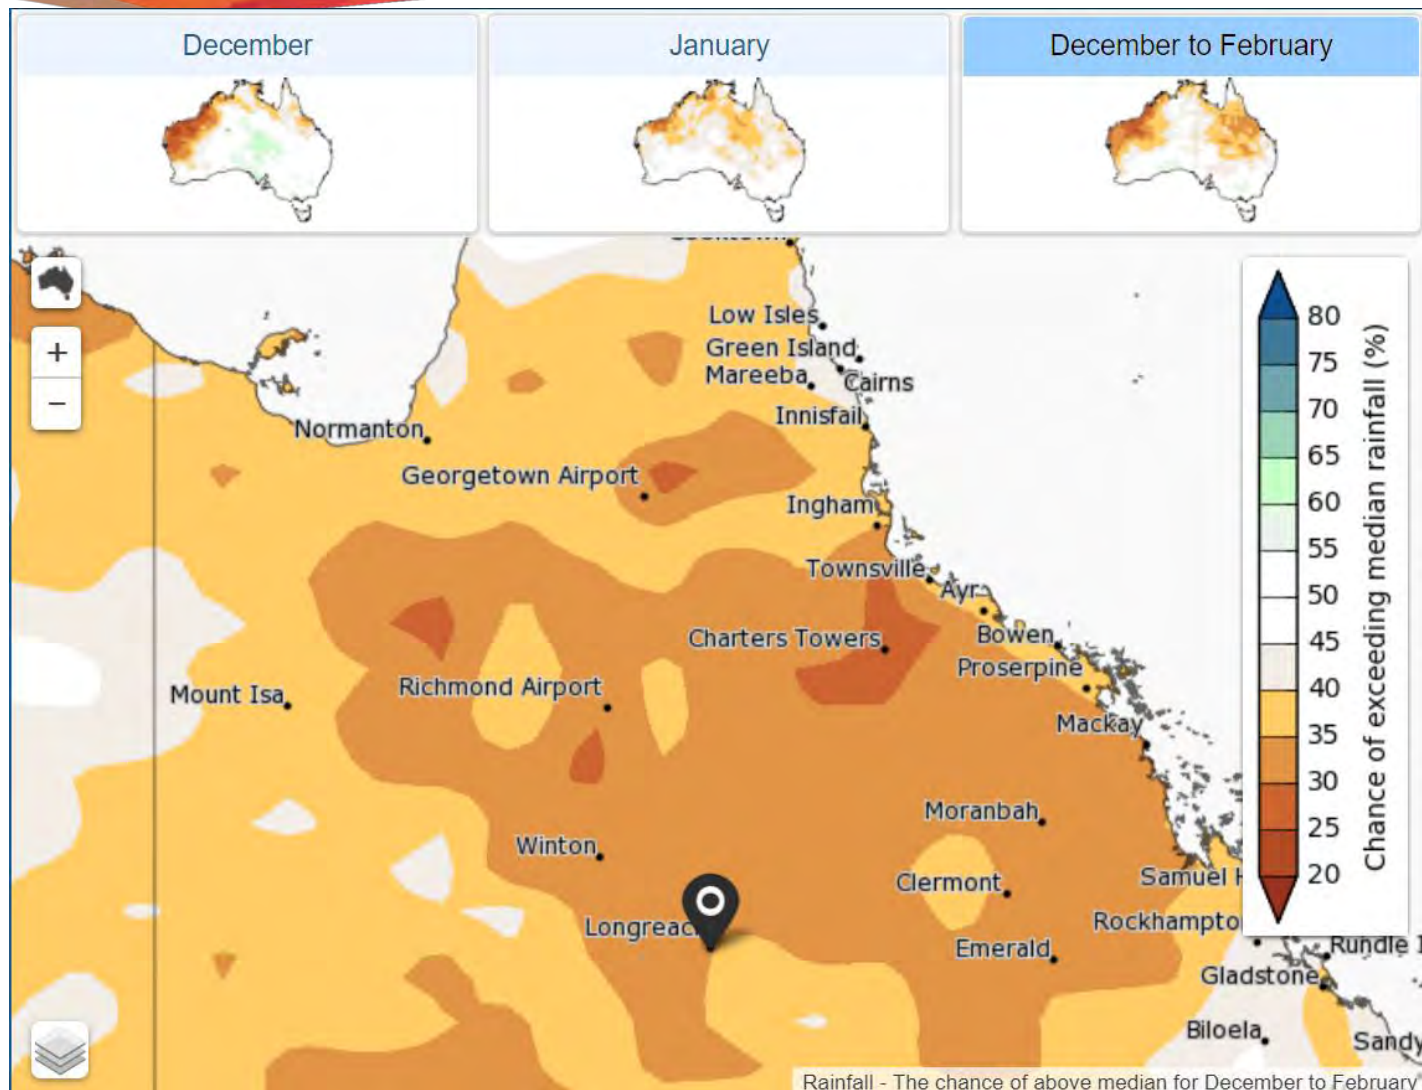 December
January
December to February
Low Isles
Green Island
Mareeba
Cairns
Innisfail
Normanton
Georgetown Airport
Ingham
Townsville
Ayr
Charters Towers
Bowen
Proserpine
Mount Isa
Richmond Airport
Mackay
Moranbah
Winton
Clermont
Samuel H
Longreac
Rockhampto
Emerald
Rundle I
Gladstone
Biloela
Sandy
+
−
80
75
70
65
60
55
50
45
40
35
30
25
20
Chance of exceeding median rainfall (%)
Rainfall - The chance of above median for December to February